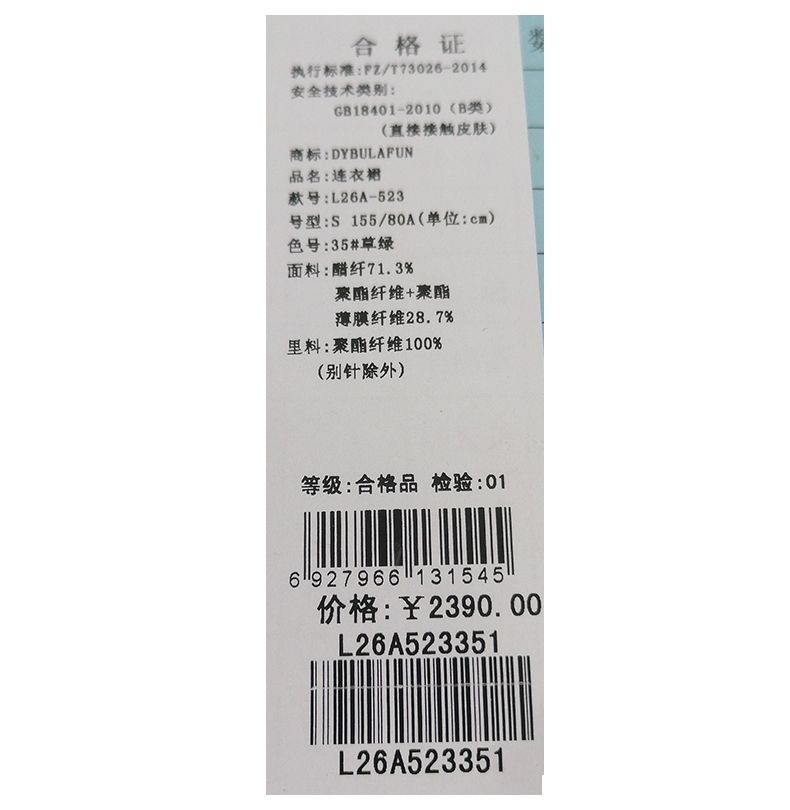 合格证
执行标准:FZ/T73026-2014
安全技术类别:
GB18401-2010（B类）
(直接接触皮肤)
商标:DYBULAFUN
品名:连衣裙
款号:L26A-523
号型:S 155/80A(单位:cm)
色号:35#草绿
面料:醋纤71.3%
聚酯纤维+聚酯
薄膜纤维28.7%
里料:聚酯纤维100%
(别针除外)
等级:合格品 检验:01
6 927966 131545
价格:￥2390.00
L26A523351
L26A523351
数